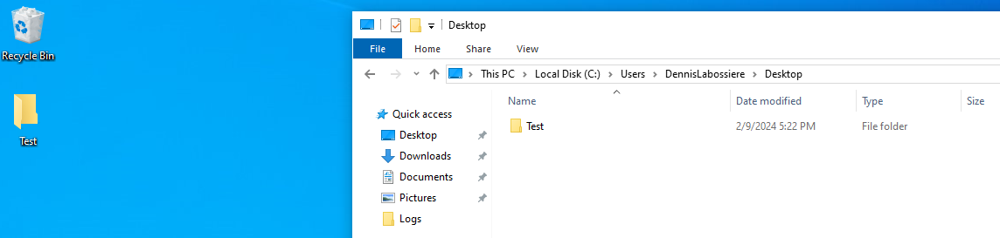 Recycle Bin
Test
Desktop
File Home Share View
This PC Local Disk (C:) Users DennisLabossiere Desktop
Name Date modified Type Size
Quick access
Desktop
Downloads
Documents
Pictures
Logs
Test 2/9/2024 5:22 PM File folder